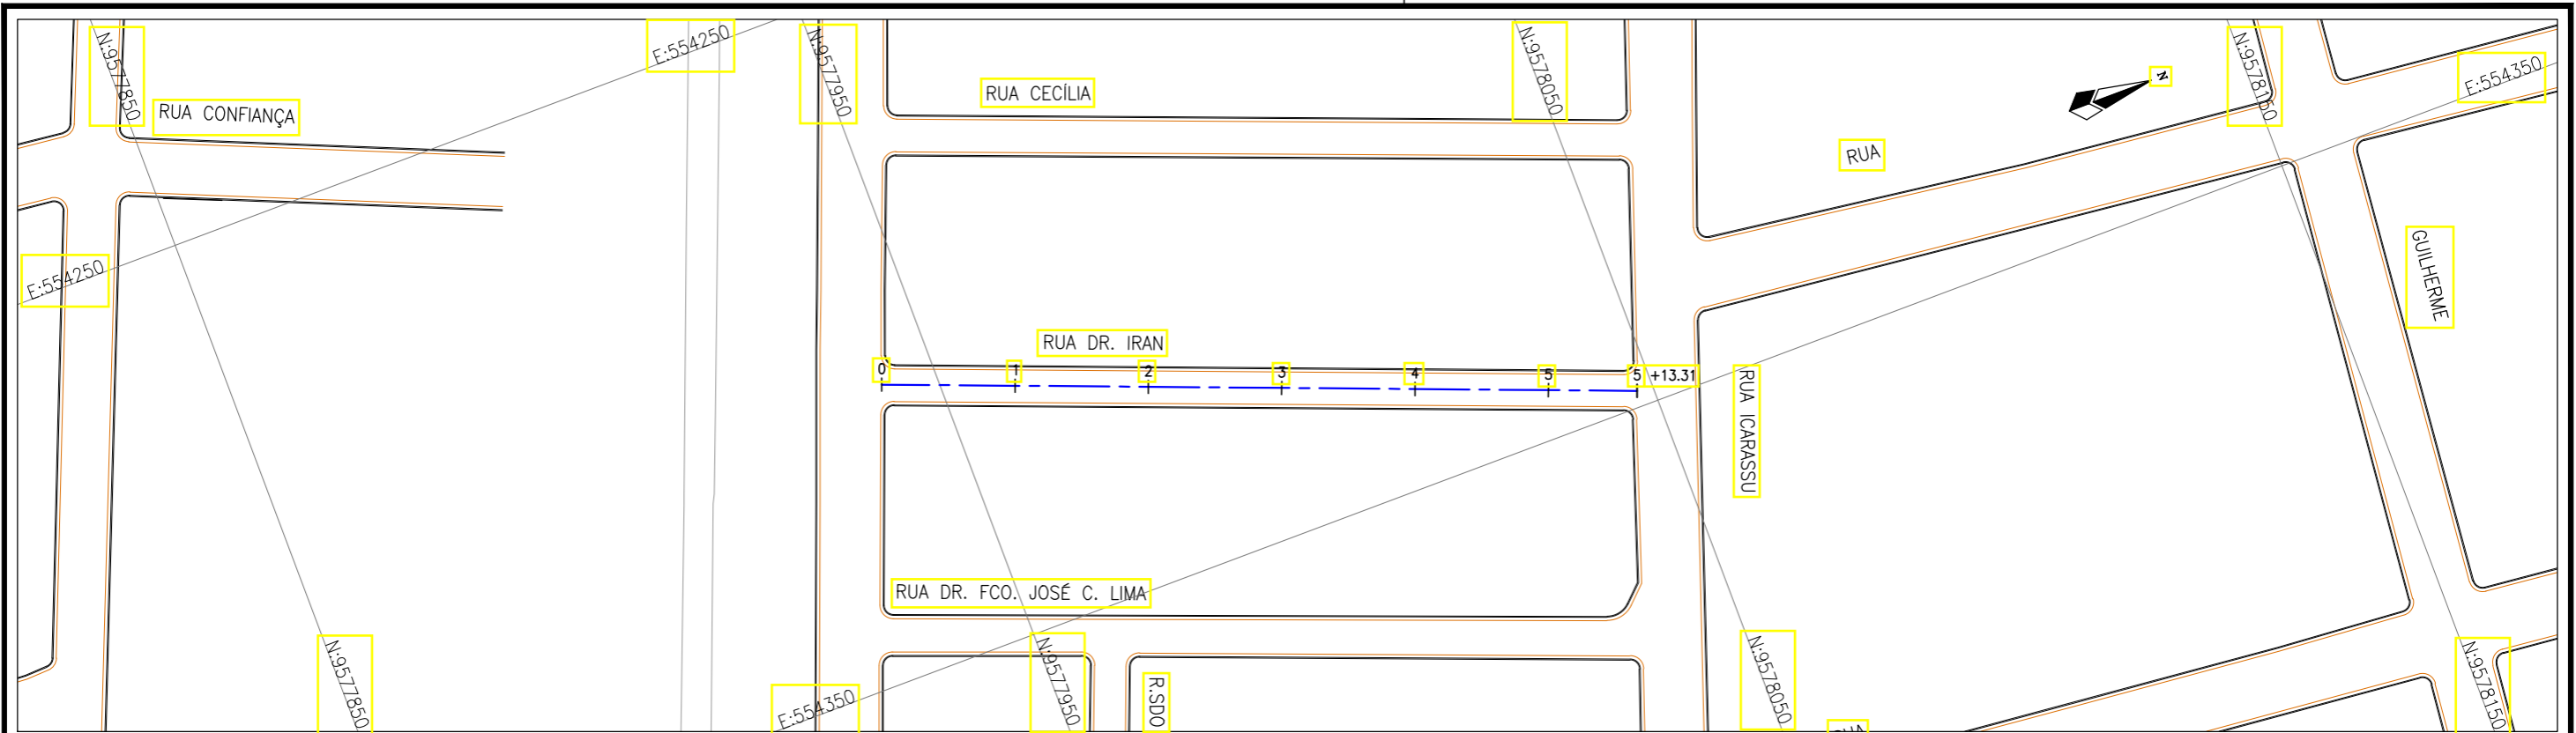 N:9577850
E:554250
N:9577950
N:9578050
N:9578150
E:554350
RUA CONFIANÇA
RUA CECÍLIA
N
RUA
E:554250
GUILHERME
RUA DR. IRAN
0 1 2 3 4 5 5 +13.31
RUA ICARASSU
RUA DR. FCO. JOSÉ C. LIMA
N:9577850
E:554350
N:9577950
R.SDO
N:9578050
N:9578150